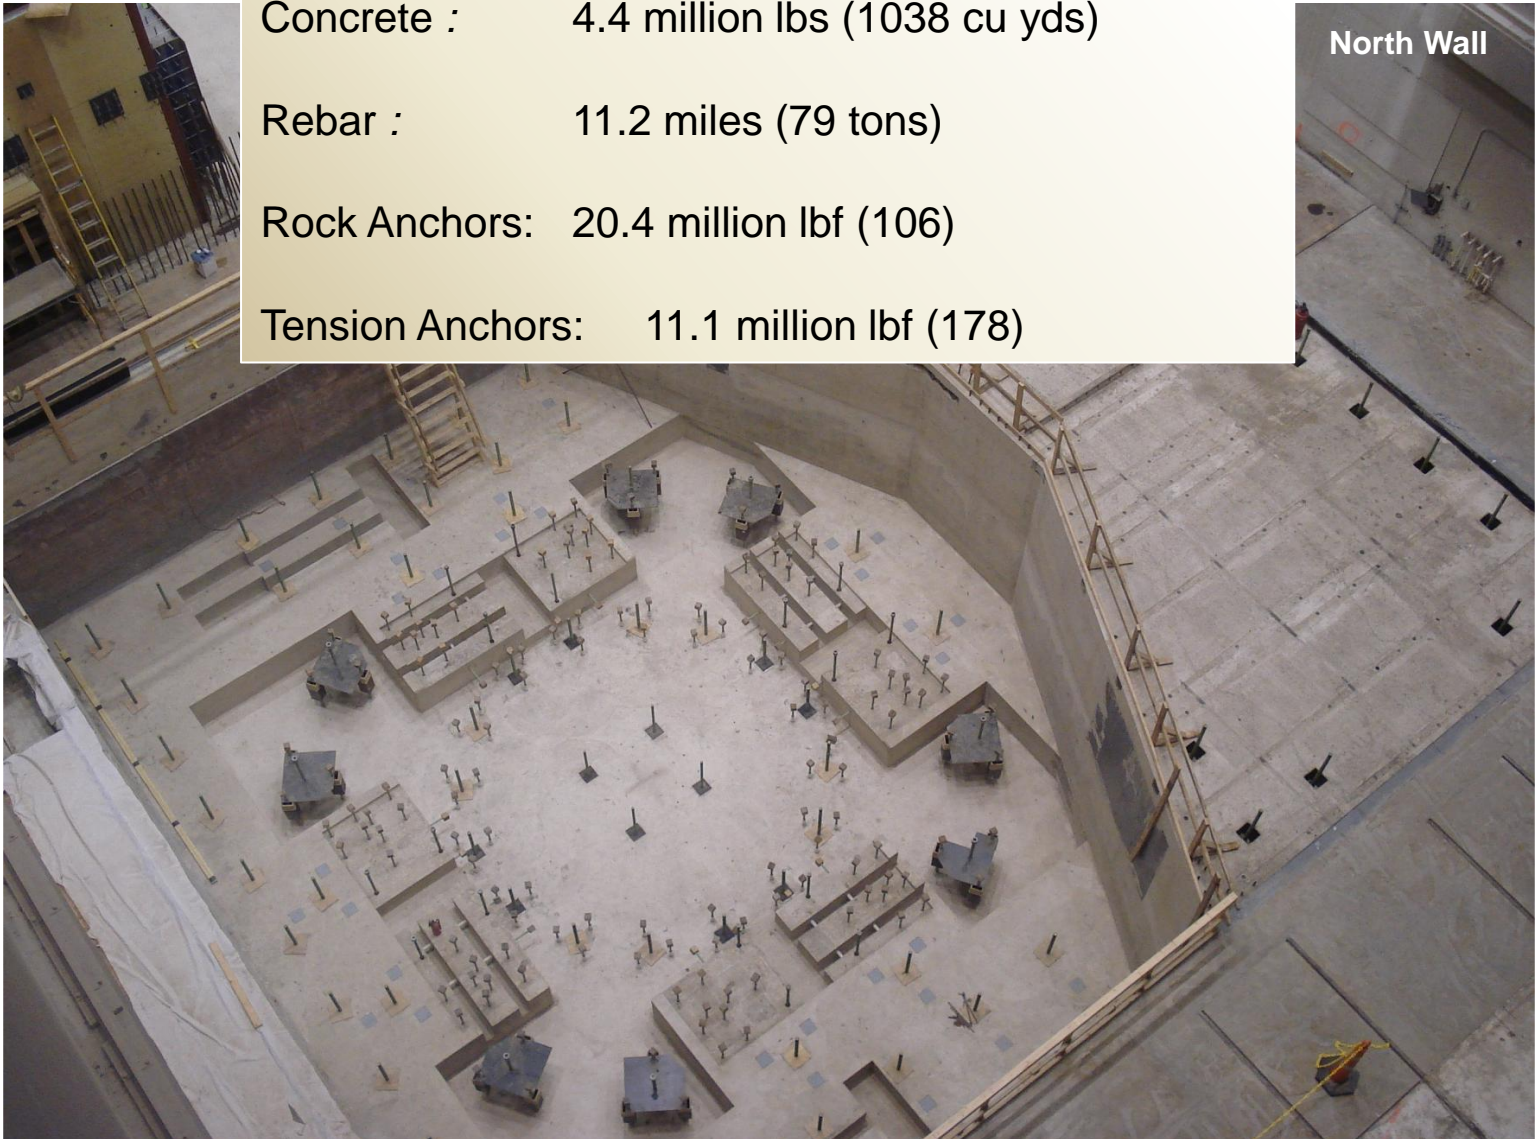 Concrete : 4.4 million lbs (1038 cu yds)
North Wall
Rebar : 11.2 miles (79 tons)
Rock Anchors: 20.4 million lbf (106)
Tension Anchors: 11.1 million lbf (178)